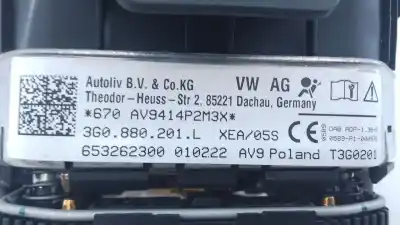 Autoliv B.V. & Co.KG VW AG
Theodor-Heuss-Str 2, 85221 Dachau, Germany
*670 AV9414P2M3X*
3G0.880.201.L XEA/05S CE
653262300 010222 AV9 Poland T3G0201